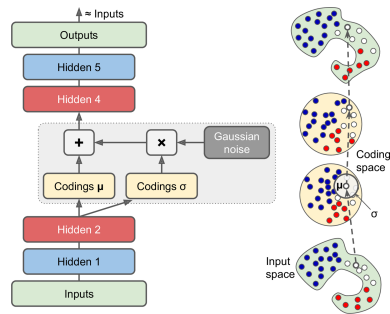 ≈ Inputs
Outputs
Hidden 5
Hidden 4
+
×
Gaussian
noise
Codings μ
Codings σ
Hidden 2
Hidden 1
Inputs
Coding
space
μ
σ
Input
space